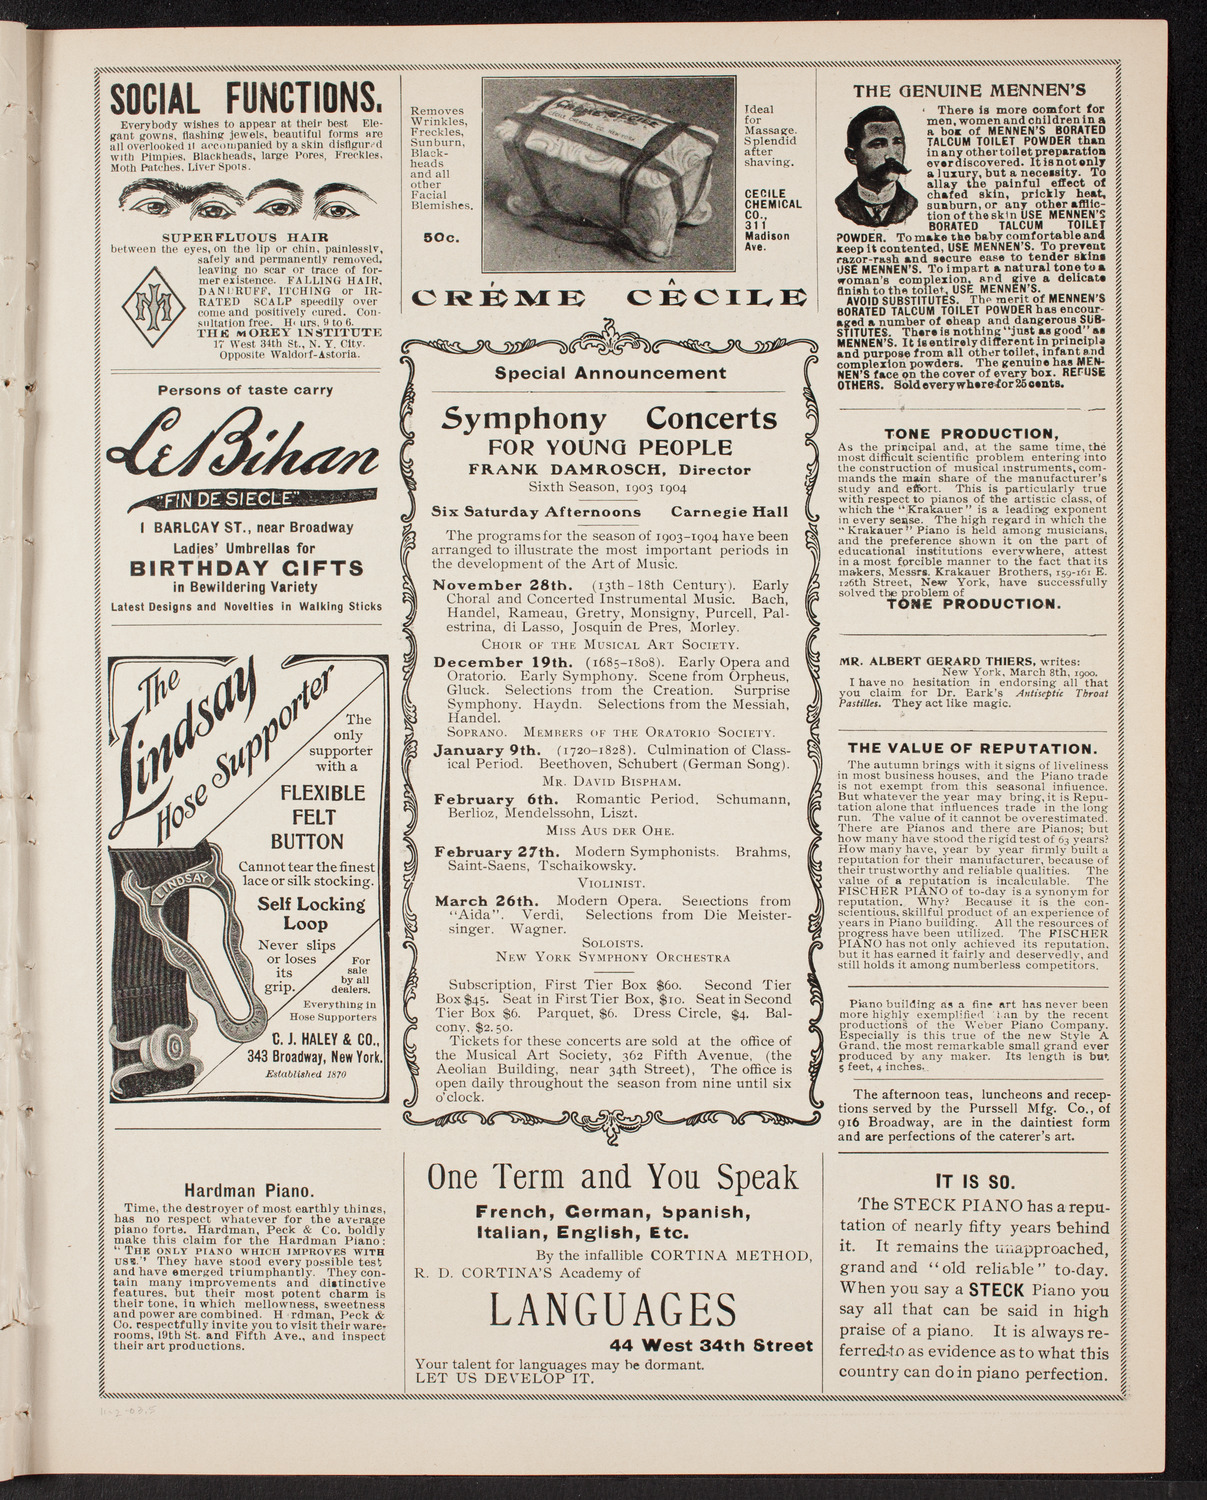 SOCIAL FUNCTIONS.
Everybody wishes to appear at their best Ele-
gant gowns, flashing jewels, beautiful forms are
all overlooked if accompanied by a skin disfigured
with Pimples, Blackheads, large Pores, Freckles,
Moth Patches, Liver Spots.
SUPERFLUOUS HAIR
between the eyes, on the lip or chin, painlessly,
safely and permanently removed,
leaving no scar or trace of for-
mer existence. FALLING HAIR,
DANDRUFF, ITCHING or IR-
RATED SCALP speedily over
come and positively cured. Con-
sultation free. Hours, 9 to 6.
THE MOREY INSTITUTE
17 West 34th St., N. Y. City.
Opposite Waldorf-Astoria.
Persons of taste carry
Le Bihan
"FIN DE SIECLE"
1 BARLCAY ST., near Broadway
Ladies' Umbrellas for
BIRTHDAY GIFTS
in Bewildering Variety
Latest Designs and Novelties in Walking Sticks
The
Lindsay
Hose Supporter
The
only
supporter
with a
FLEXIBLE
FELT
BUTTON
Cannot tear the finest
lace or silk stocking.
Self Locking
Loop
Never slips
or loses
its
grip.
For
sale
by all
dealers.
Everything in
Hose Supporters
C. J. HALEY & CO.,
343 Broadway, New York.
Established 1870
LINDSAY
Hardman Piano.
Time, the destroyer of most earthly things,
has no respect whatever for the average
piano forte. Hardman, Peck & Co. boldly
make this claim for the Hardman Piano:
"THE ONLY PIANO WHICH IMPROVES WITH
USE." They have stood every possible test
and have emerged triumphantly. They con-
tain many improvements and distinctive
features, but their most potent charm is
their tone, in which mellowness, sweetness
and power are combined. H rdman, Peck &
Co. respectfully invite you to visit their ware-
rooms, 19th St. and Fifth Ave., and inspect
their art productions.
Removes
Wrinkles,
Freckles,
Sunburn,
Black-
heads
and all
other
Facial
Blemishes.
50c.
Ideal
for
Massage.
Splendid
after
shaving.
CECILE
CHEMICAL
CO.,
311
Madison
Ave.
CRÉME CÊCILE
Special Announcement
Symphony Concerts
FOR YOUNG PEOPLE
FRANK DAMROSCH, Director
Sixth Season, 1903 1904
Six Saturday Afternoons Carnegie Hall
The programs for the season of 1903-1904 have been
arranged to illustrate the most important periods in
the development of the Art of Music.
November 28th. (13th-18th Century). Early
Choral and Concerted Instrumental Music. Bach,
Handel, Rameau, Gretry, Monsigny, Purcell, Pal-
estrina, di Lasso, Josquin de Pres, Morley.
CHOIR OF THE MUSICAL ART SOCIETY.
December 19th. (1685-1808). Early Opera and
Oratorio. Early Symphony. Scene from Orpheus,
Gluck. Selections from the Creation. Surprise
Symphony. Haydn. Selections from the Messiah,
Handel.
SOPRANO. MEMBERS OF THE ORATORIO SOCIETY.
January 9th. (1720-1828). Culmination of Class-
ical Period. Beethoven, Schubert (German Song).
MR. DAVID BISPHAM.
February 6th. Romantic Period. Schumann,
Berlioz, Mendelssohn, Liszt.
MISS AUS DER OHE.
February 27th. Modern Symphonists. Brahms,
Saint-Saens, Tschaikowsky.
VIOLINIST.
March 26th. Modern Opera. Selections from
"Aida". Verdi, Selections from Die Meister-
singer. Wagner.
SOLOISTS.
NEW YORK SYMPHONY ORCHESTRA
Subscription, First Tier Box $60. Second Tier
Box $45. Seat in First Tier Box, $10. Seat in Second
Tier Box $6. Parquet, $6. Dress Circle, $4. Bal-
cony, $2.50.
Tickets for these concerts are sold at the office of
the Musical Art Society, 362 Fifth Avenue, (the
Aeolian Building, near 34th Street), The office is
open daily throughout the season from nine until six
o'clock.
One Term and You Speak
French, German, Spanish,
Italian, English, Etc.
By the infallible CORTINA METHOD,
R. D. CORTINA'S Academy of
LANGUAGES
44 West 34th Street
Your talent for languages may be dormant.
LET US DEVELOP IT.
THE GENUINE MENNEN'S
There is more comfort for
men, women and children in a
a box of MENNEN'S BORATED
TALCUM TOILET POWDER than
in any other toilet preparation
ever discovered. It is not only
a luxury, but a necessity. To
allay the painful effect of
chafed skin, prickly heat,
sunburn, or any other afflic-
tion of the skin USE MENNEN'S
BORATED TALCUM TOILET
POWDER. To make the baby comfortable and
keep it contented, USE MENNEN'S. To prevent
razor-rash and secure ease to tender skins
USE MENNEN'S. To impart a natural tone to a
woman's complexion, and give a delicate
finish to the toilet, USE MENNEN'S.
AVOID SUBSTITUTES. The merit of MENNEN'S
BORATED TALCUM TOILET POWDER has encour-
aged a number of cheap and dangerous SUB-
STITUTES. There is nothing "just as good" as
MENNEN'S. It is entirely different in principle
and purpose from all other toilet, infant and
complexion powders. The genuine has MEN-
NEN'S face on the cover of every box. REFUSE
OTHERS. Sold everywhere for 25 cents.
TONE PRODUCTION,
As the principal and, at the same time, the
most difficult scientific problem entering into
the construction of musical instruments, com-
mands the main share of the manufacturer's
study and effort. This is particularly true
with respect to pianos of the artistic class, of
which the "Krakauer" is a leading exponent
in every sense. The high regard in which the
"Krakauer" Piano is held among musicians,
and the preference shown it on the part of
educational institutions everywhere, attest
in a most forcible manner to the fact that its
makers, Messrs. Krakauer Brothers, 159-161 E.
126th Street, New York, have successfully
solved the problem of
TONE PRODUCTION.
MR. ALBERT GERARD THIERS, writes:
New York, March 8th, 1900.
I have no hesitation in endorsing all that
you claim for Dr. Eark's Antiseptic Throat
Pastilles. They act like magic.
THE VALUE OF REPUTATION.
The autumn brings with it signs of liveliness
in most business houses, and the Piano trade
is not exempt from this seasonal influence.
But whatever the year may bring, it is Repu-
tation alone that influences trade in the long
run. The value of it cannot be overestimated.
There are Pianos and there are Pianos; but
how many have stood the rigid test of 63 years?
How many have, year by year firmly built a
reputation for their manufacturer, because of
their trustworthy and reliable qualities. The
value of a reputation is incalculable. The
FISCHER PIANO of to-day is a synonym for
reputation. Why? Because it is the con-
scientious, skillful product of an experience of
years in Piano building. All the resources of
progress have been utilized. The FISCHER
PIANO has not only achieved its reputation,
but it has earned it fairly and deservedly, and
still holds it among numberless competitors.
Piano building as a fine art has never been
more highly exemplified than by the recent
productions of the Weber Piano Company.
Especially is this true of the new Style A
Grand, the most remarkable small grand ever
produced by any maker. Its length is but
5 feet, 4 inches.
The afternoon teas, luncheons and recep-
tions served by the Purssell Mfg. Co., of
916 Broadway, are in the daintiest form
and are perfections of the caterer's art.
IT IS SO.
The STECK PIANO has a repu-
tation of nearly fifty years behind
it. It remains the unapproached,
grand and "old reliable" to-day.
When you say a STECK Piano you
say all that can be said in high
praise of a piano. It is always re-
ferred to as evidence as to what this
country can do in piano perfection.